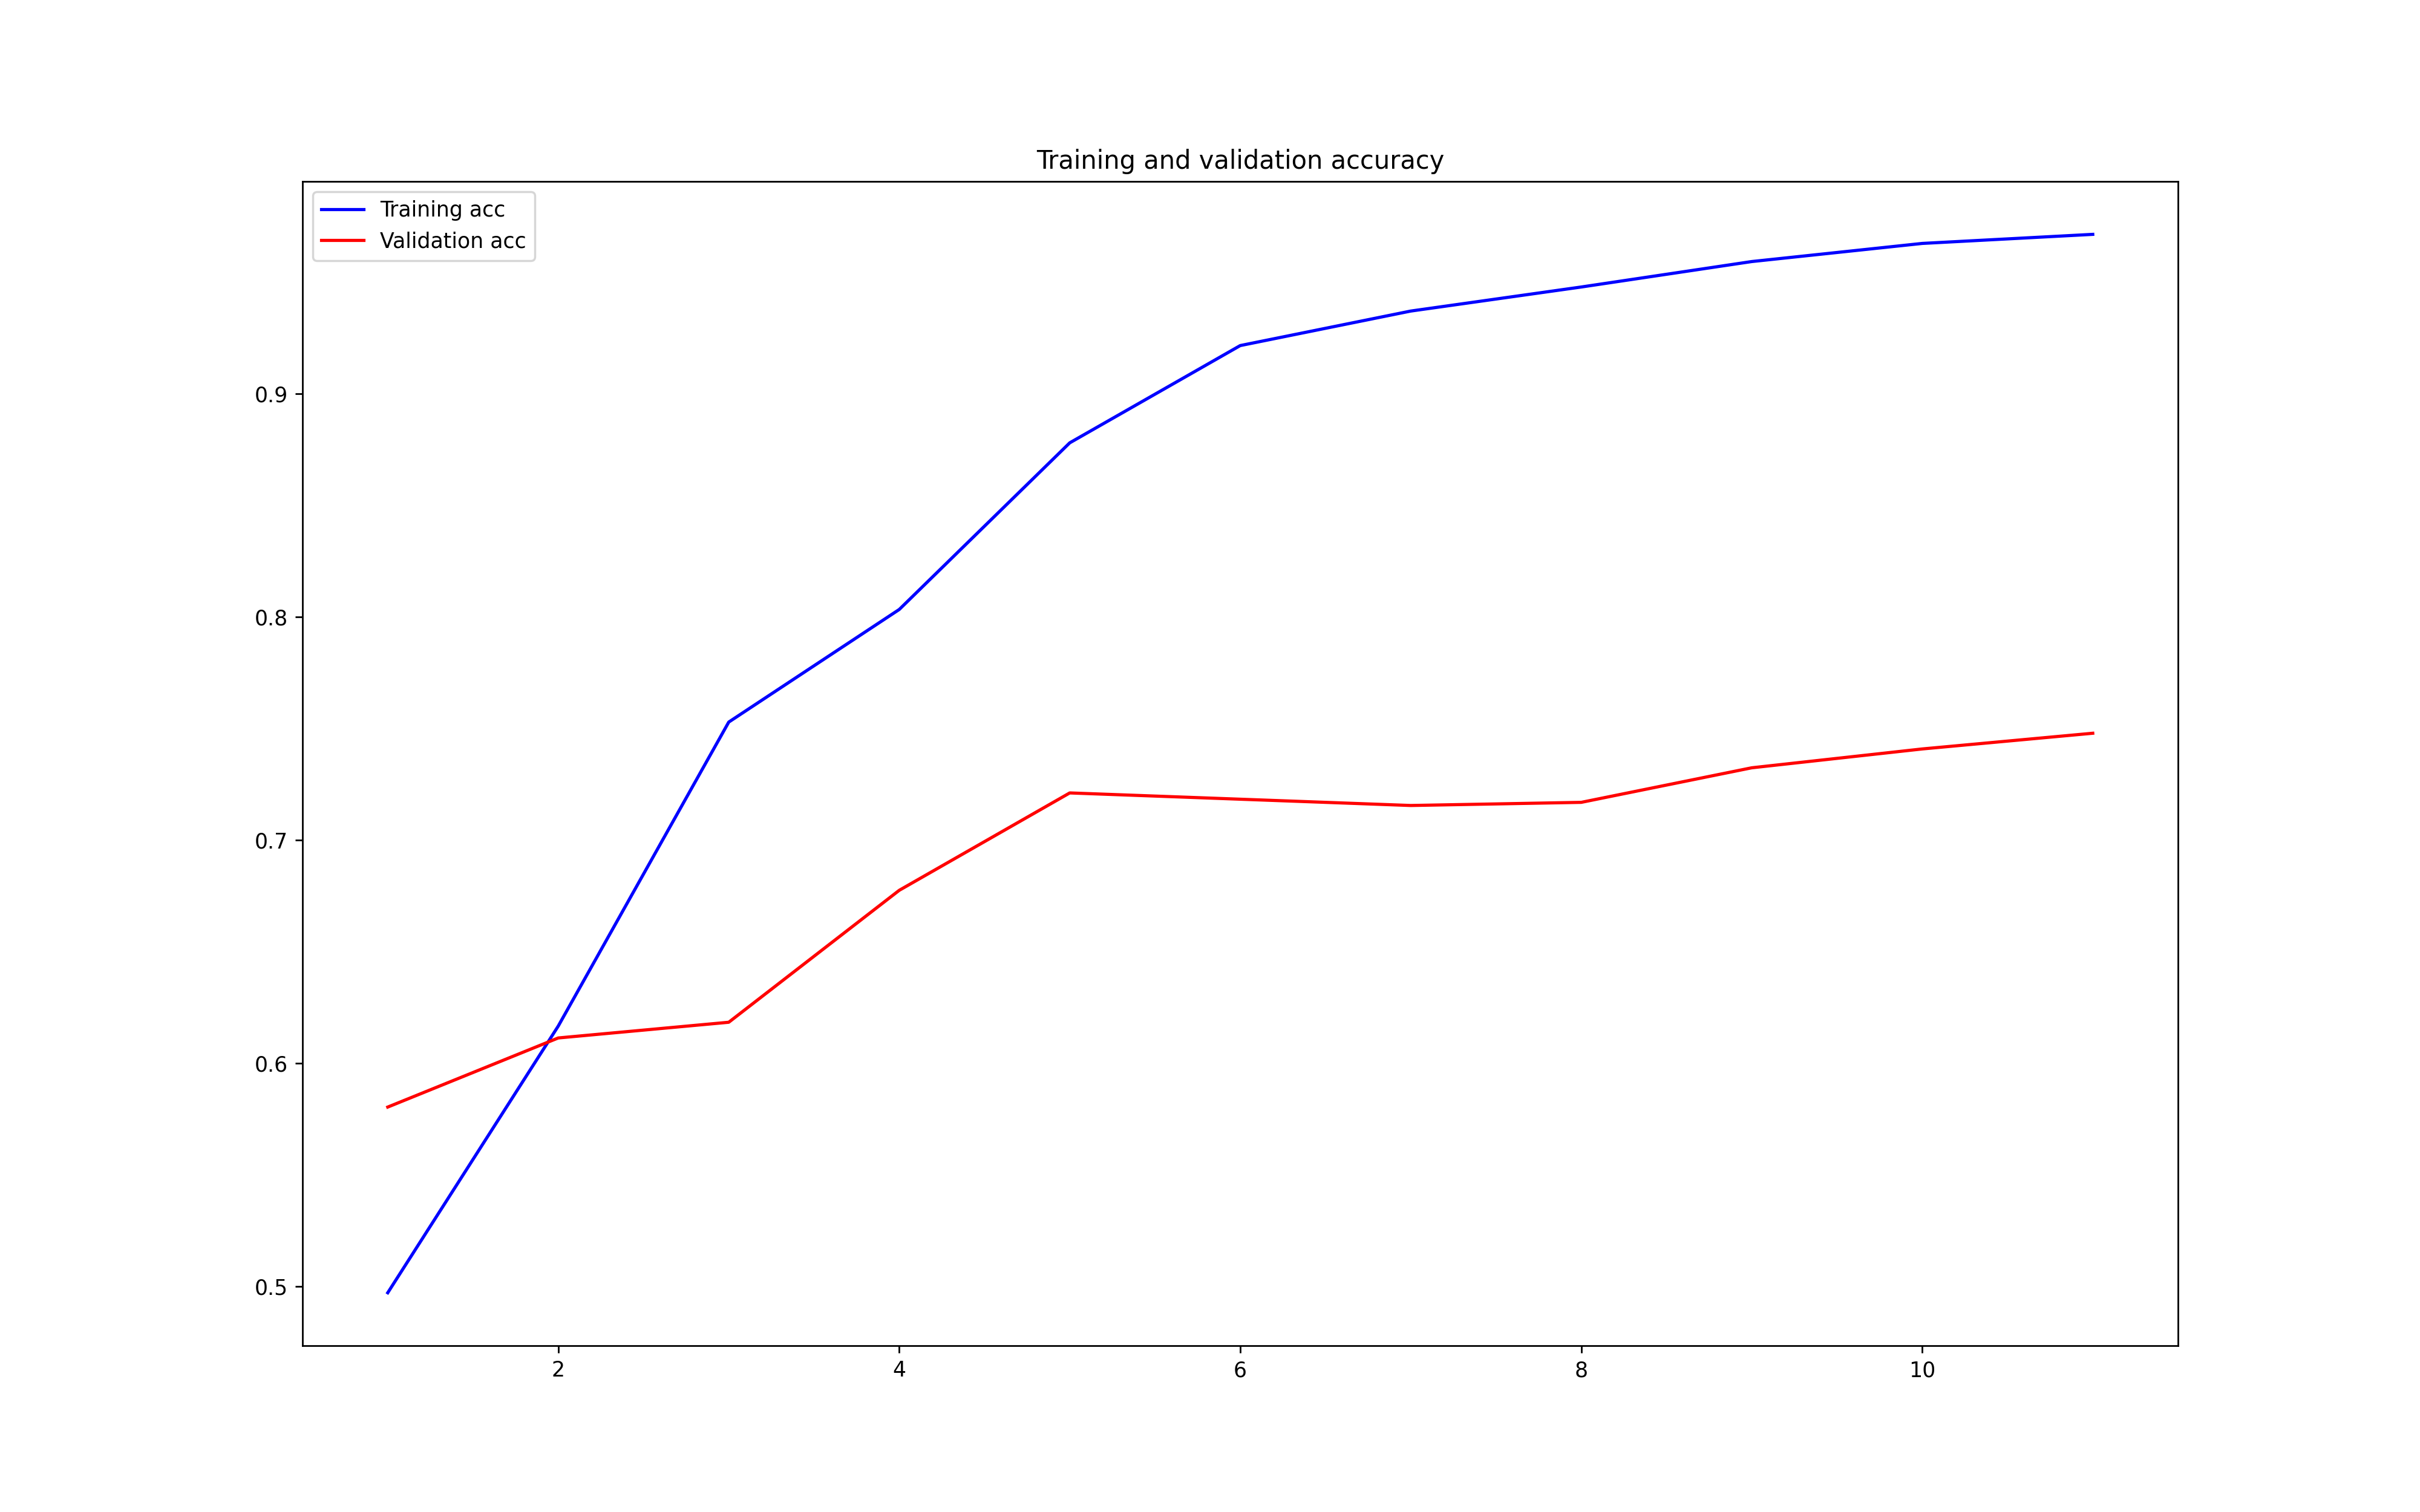 Training and validation accuracy
Training acc
Validation acc
0.9
0.8
0.7
0.6
0.5
2 4 6 8 10